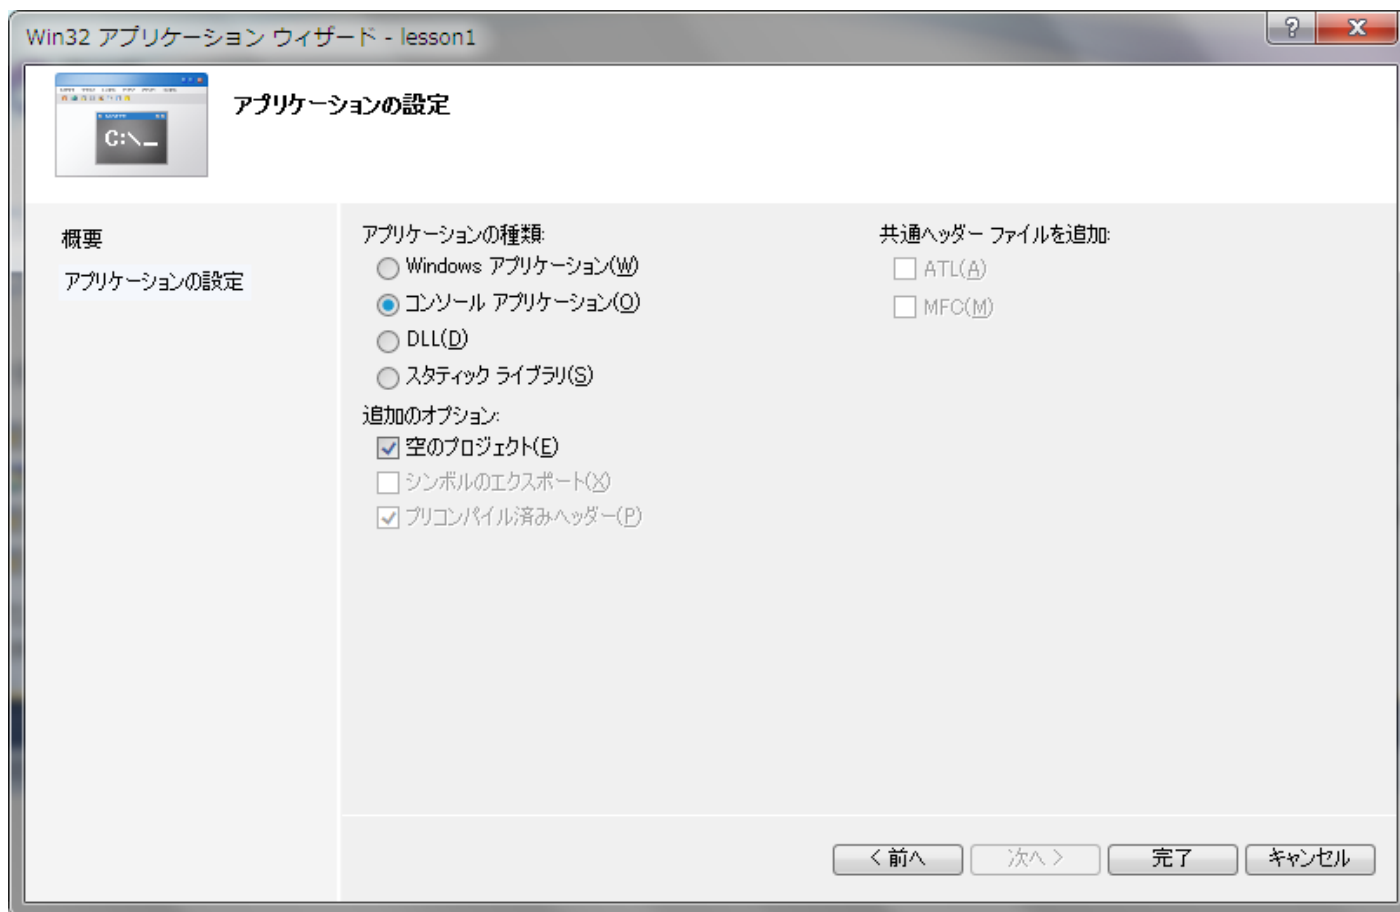 Win32 アプリケーション ウィザード - lesson1
アプリケーションの設定
C:\_
概要
アプリケーションの設定
アプリケーションの種類:
Windows アプリケーション(W)
コンソール アプリケーション(O)
DLL(D)
スタティック ライブラリ(S)
追加のオプション:
空のプロジェクト(E)
シンボルのエクスポート(X)
プリコンパイル済みヘッダー(P)
共通ヘッダー ファイルを追加:
ATL(A)
MFC(M)
< 前へ
次へ >
完了
キャンセル